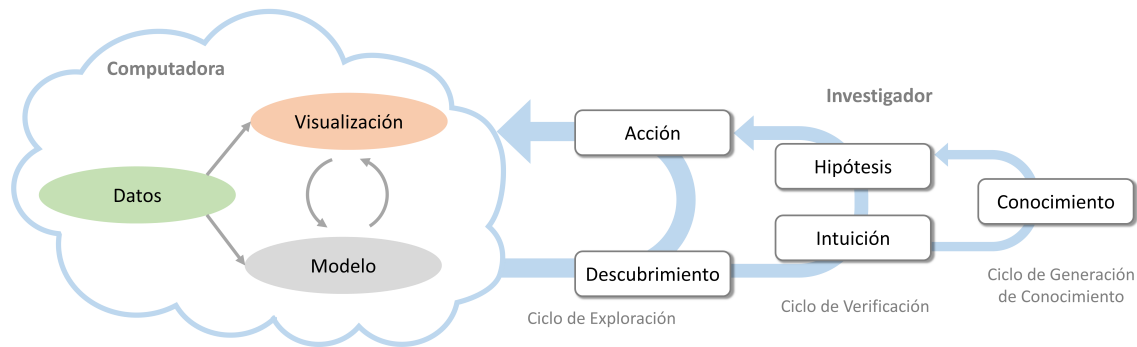 Computadora
Visualización
Datos
Modelo
Investigador
Acción
Hipótesis
Conocimiento
Intuición
Descubrimiento
Ciclo de Exploración
Ciclo de Verificación
Ciclo de Generación
de Conocimiento